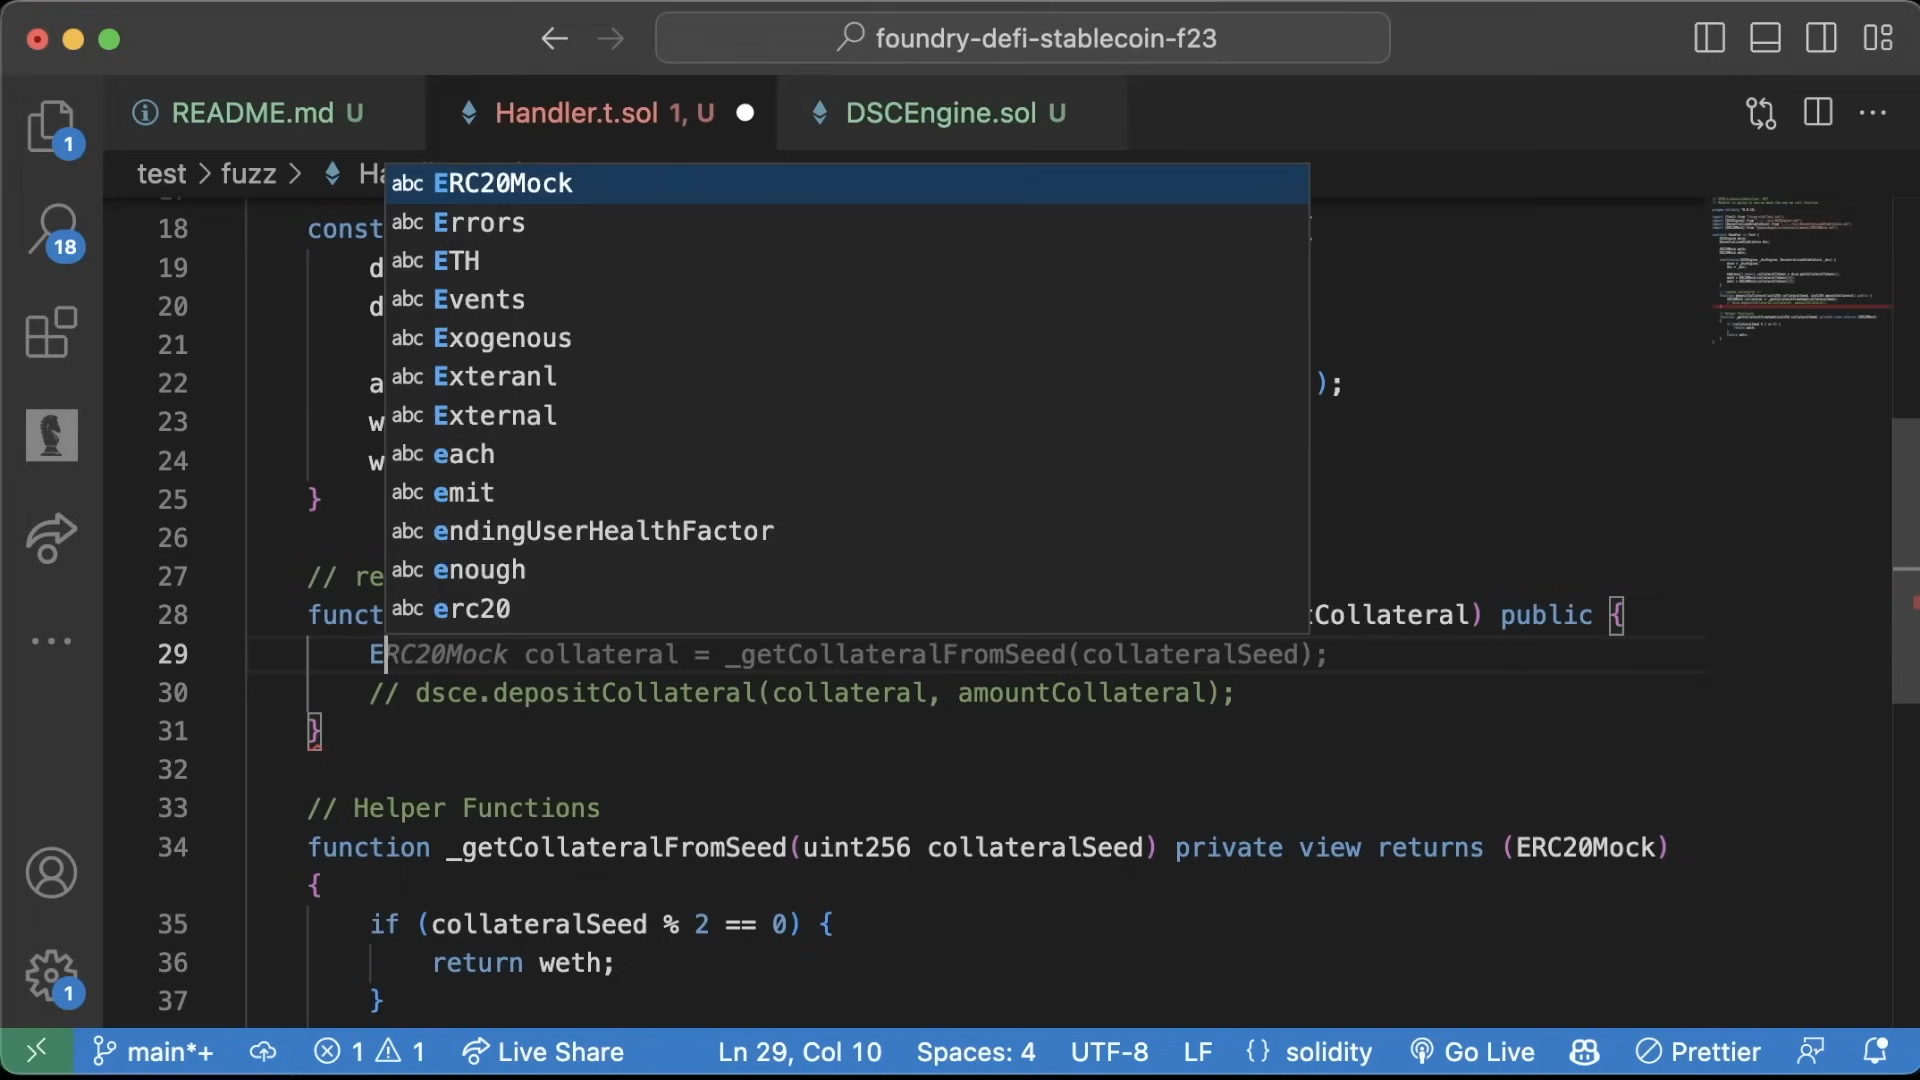 foundry-defi-stablecoin-f23
README.md U
Handler.t.sol 1, U
DSCEngine.sol U
1
test > fuzz > Ha
18
abc ERC20Mock
abc Errors
abc ETH
abc Events
abc Exogenous
abc Exteranl
abc External
abc each
abc emit
abc endingUserHealthFactor
abc enough
abc erc20
18 const
19 d
20 d
21
22 a );
23 w
24 w
25 }
26
27 // re
28 funct tCollateral) public {
29 ERC20Mock collateral = _getCollateralFromSeed(collateralSeed);
30 // dsce.depositCollateral(collateral, amountCollateral);
31 }
32
33 // Helper Functions
34 function _getCollateralFromSeed(uint256 collateralSeed) private view returns (ERC20Mock)
{
35 if (collateralSeed % 2 == 0) {
36 return weth;
37 }
1
main*+ 1 1 Live Share Ln 29, Col 10 Spaces: 4 UTF-8 LF {} solidity Go Live Prettier